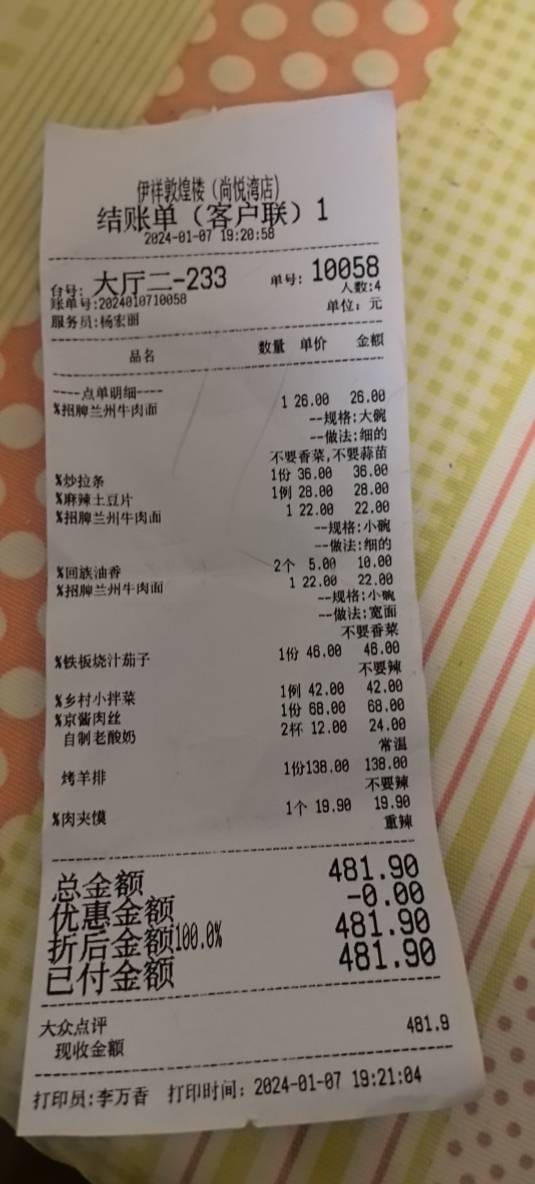 伊祥敦煌楼（尚悦湾店）
结账单（客户联）1
2024-01-07 19:20:58
台号: 大厅二-233 单号: 10058
账单号:2024010710058 人数:4
服务员:杨宏丽 单位: 元
品名 数量 单价 金额
----点单明细----
%招牌兰州牛肉面 1 26.00 26.00
--规格:大碗
--做法:细的
不要香菜,不要蒜苗
%炒拉条 1份 36.00 36.00
%麻辣土豆片 1例 28.00 28.00
%招牌兰州牛肉面 1 22.00 22.00
--规格:小碗
--做法:细的
%回族油香 2个 5.00 10.00
%招牌兰州牛肉面 1 22.00 22.00
--规格:小碗
--做法:宽面
不要香菜
%铁板烧汁茄子 1份 46.00 46.00
不要辣
%乡村小拌菜 1例 42.00 42.00
%京酱肉丝 1份 68.00 68.00
自制老酸奶 2杯 12.00 24.00
常温
烤羊排 1份138.00 138.00
不要辣
%肉夹馍 1个 19.90 19.90
重辣
总金额 481.90
优惠金额 -0.00
折后金额100.0% 481.90
已付金额 481.90
大众点评 481.9
现收金额
打印员:李万香 打印时间: 2024-01-07 19:21:04